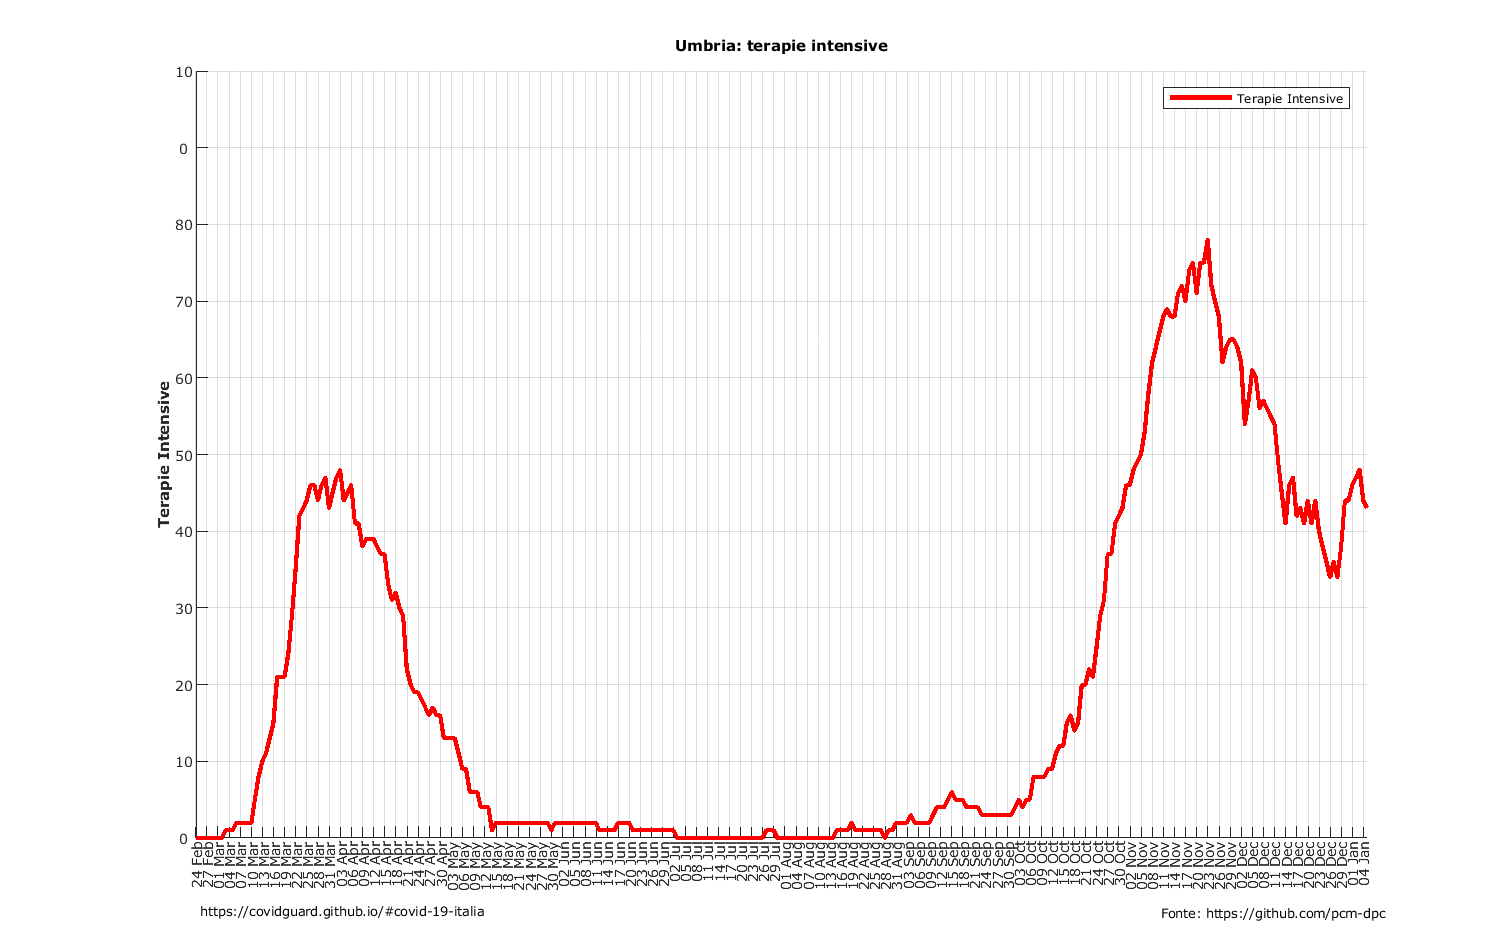 Umbria: terapie intensive
10
0
80
70
60
50
40
30
20
10
0
Terapie Intensive
Terapie Intensive
24 Feb
27 Feb
01 Mar
04 Mar
07 Mar
10 Mar
13 Mar
16 Mar
19 Mar
22 Mar
25 Mar
28 Mar
31 Mar
03 Apr
06 Apr
09 Apr
12 Apr
15 Apr
18 Apr
21 Apr
24 Apr
27 Apr
30 Apr
03 May
06 May
09 May
12 May
15 May
18 May
21 May
24 May
27 May
30 May
02 Jun
05 Jun
08 Jun
11 Jun
14 Jun
17 Jun
20 Jun
23 Jun
26 Jun
29 Jun
02 Jul
05 Jul
08 Jul
11 Jul
14 Jul
17 Jul
20 Jul
23 Jul
26 Jul
29 Jul
01 Aug
04 Aug
07 Aug
10 Aug
13 Aug
16 Aug
19 Aug
22 Aug
25 Aug
28 Aug
31 Aug
03 Sep
06 Sep
09 Sep
12 Sep
15 Sep
18 Sep
21 Sep
24 Sep
27 Sep
30 Sep
03 Oct
06 Oct
09 Oct
12 Oct
15 Oct
18 Oct
21 Oct
24 Oct
27 Oct
30 Oct
02 Nov
05 Nov
08 Nov
11 Nov
14 Nov
17 Nov
20 Nov
23 Nov
26 Nov
29 Nov
02 Dec
05 Dec
08 Dec
11 Dec
14 Dec
17 Dec
20 Dec
23 Dec
26 Dec
29 Dec
01 Jan
04 Jan
https://covidguard.github.io/#covid-19-italia
Fonte: https://github.com/pcm-dpc